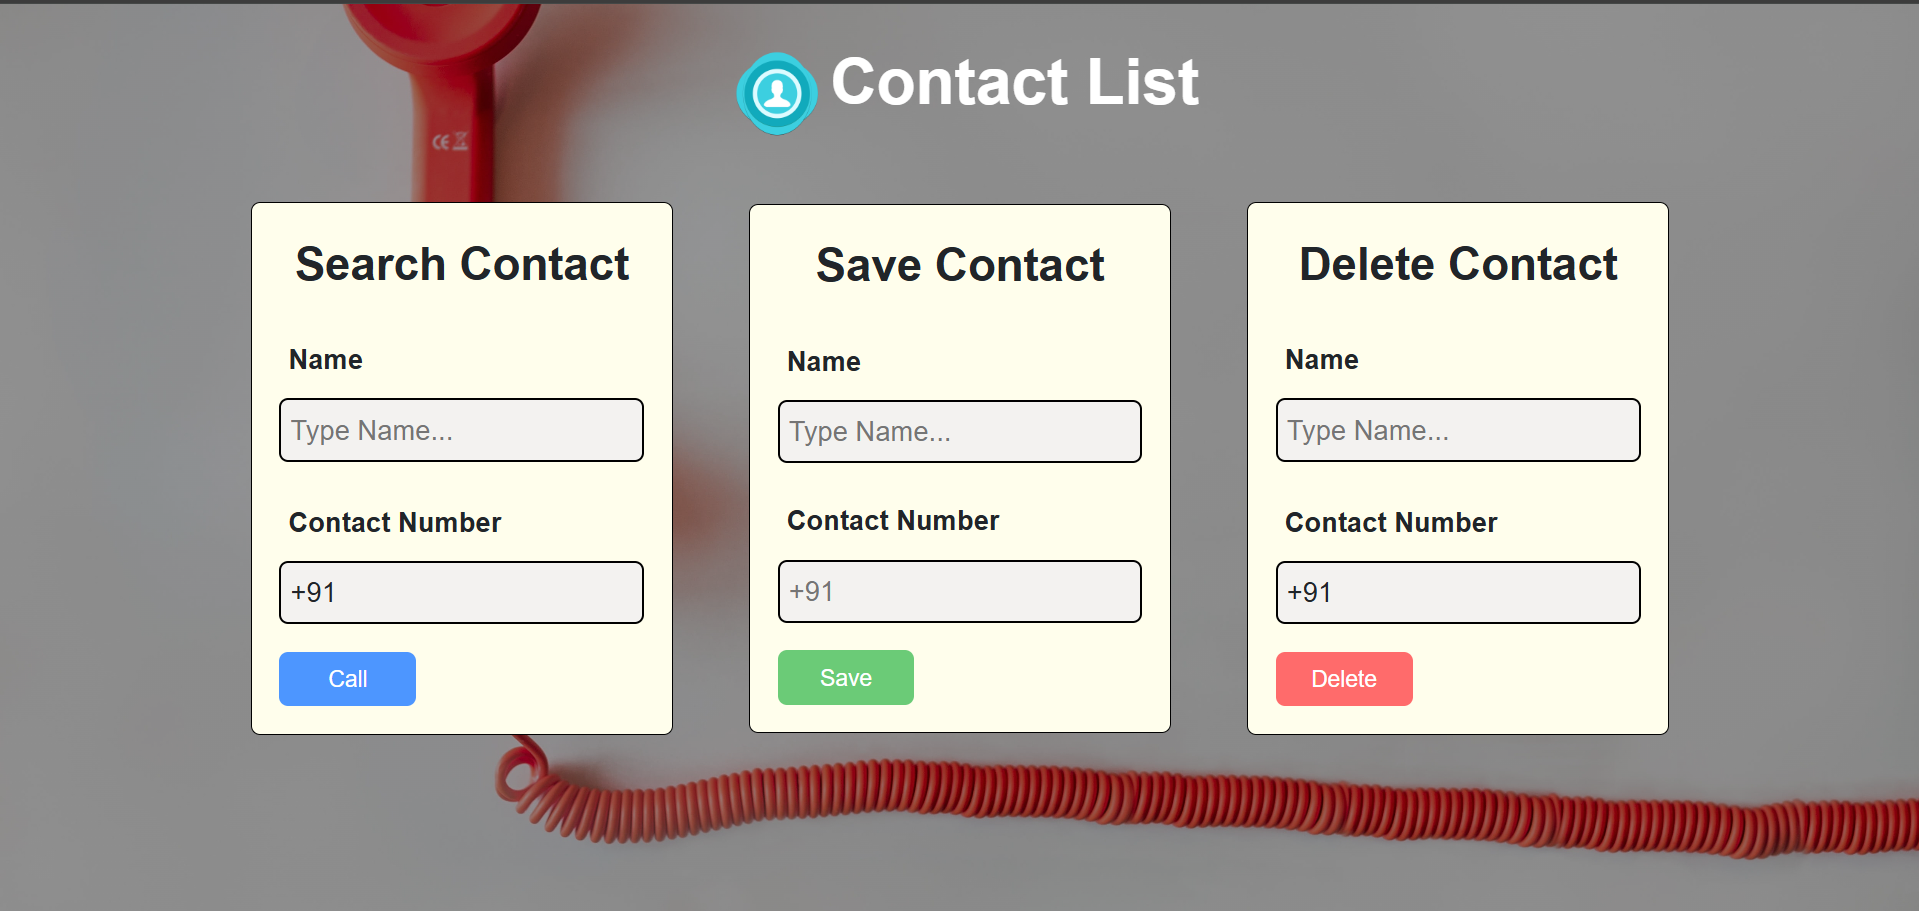 Contact List
CE
Search Contact
Name
Type Name...
Contact Number
+91
Call
Save Contact
Name
Type Name...
Contact Number
+91
Save
Delete Contact
Name
Type Name...
Contact Number
+91
Delete